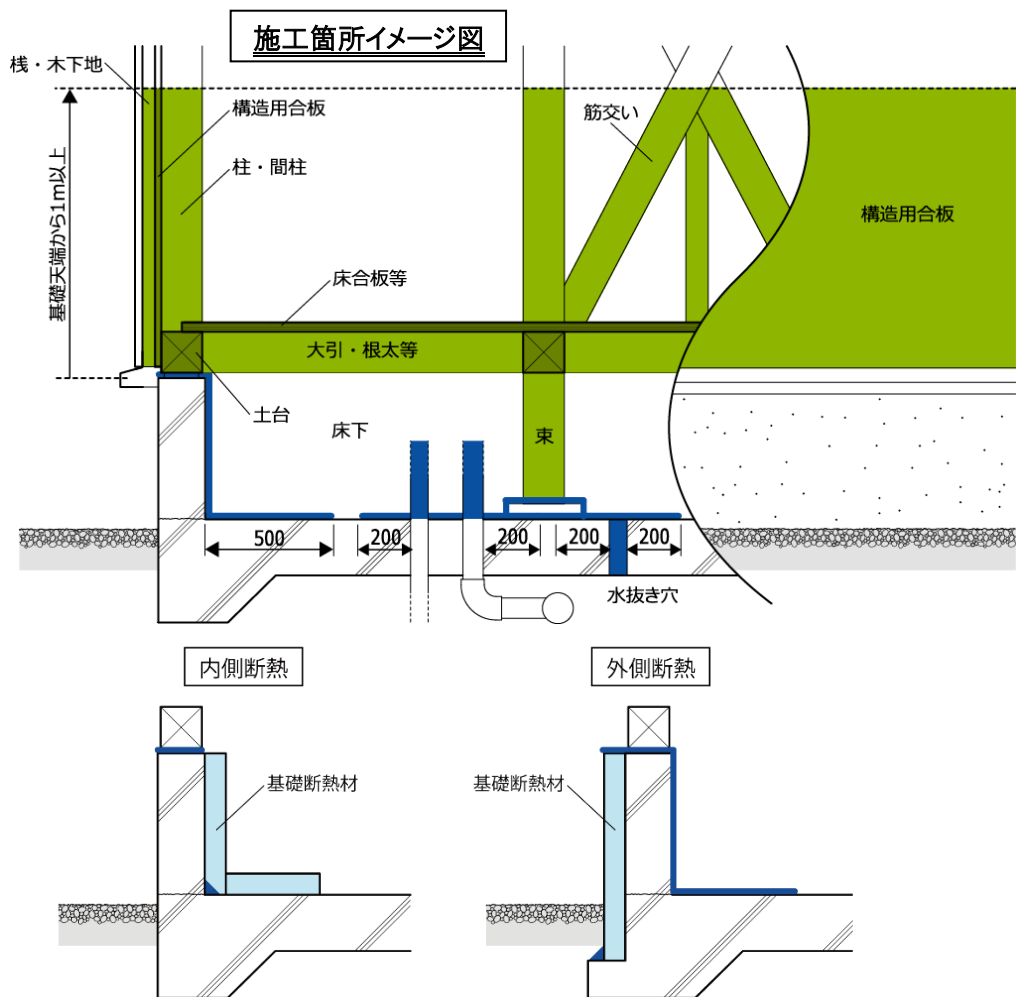 施工箇所イメージ図
桟・木下地
構造用合板
柱・間柱
筋交い
構造用合板
基礎天端から1m以上
床合板等
大引・根太等
土台
床下
束
500
200
200
200
200
水抜き穴
内側断熱
外側断熱
基礎断熱材
基礎断熱材